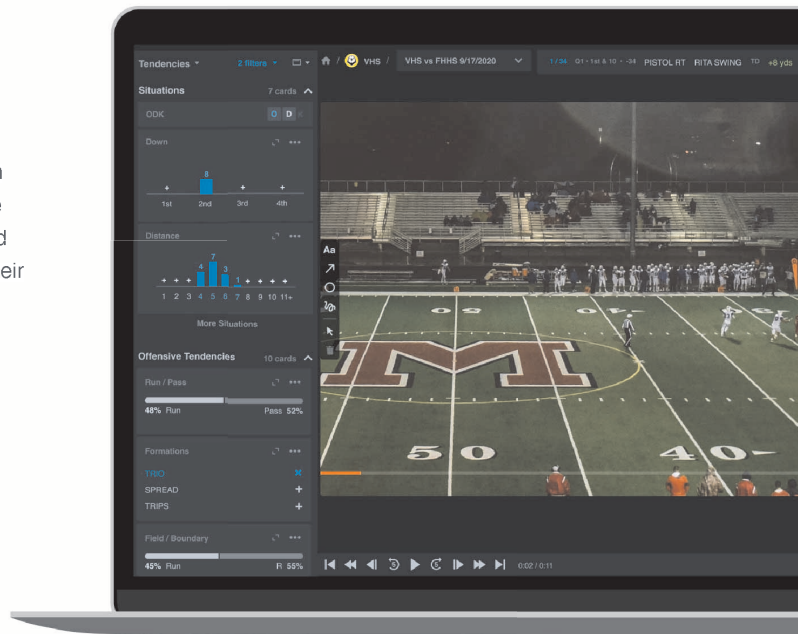 Tendencies
2 filters
/ VHS /
VHS vs FHHS 9/17/2020
1 / 34 Q1 • 1st & 10 • -34 PISTOL RT RITA SWING TD +8 yds
Situations
7 cards
ODK
O D
Down
8
1st 2nd 3rd 4th
Distance
4 7 3 1
1 2 3 4 5 6 7 8 9 10 11+
More Situations
Offensive Tendencies
10 cards
Run / Pass
48% Run
Pass 52%
Formations
TRIO
SPREAD
TRIPS
Field / Boundary
45% Run
R 55%
eir
Aa
M
50
40
5
5
0:02 / 0:11